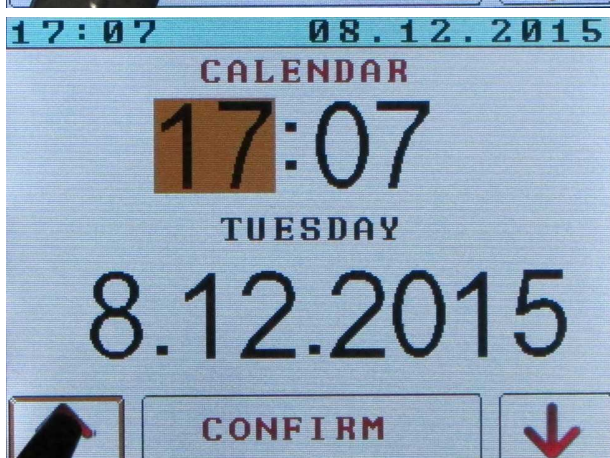 17:07 08.12.2015
CALENDAR
17:07
TUESDAY
8.12.2015
CONFIRM